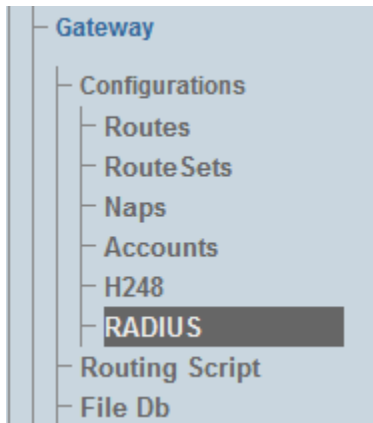 Gateway
Configurations
Routes
RouteSets
Naps
Accounts
H248
RADIUS
Routing Script
File Db